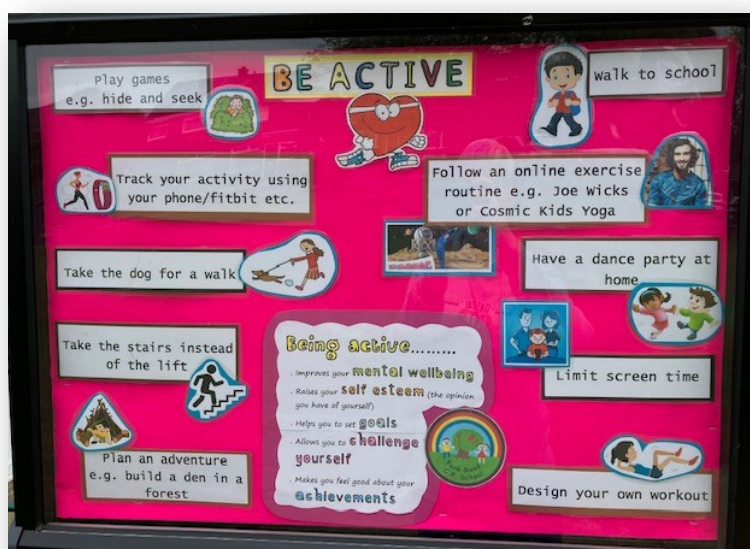 BE ACTIVE
Play games
e.g. hide and seek
Walk to school
Track your activity using
your phone/fitbit etc.
Follow an online exercise
routine e.g. Joe Wicks
or Cosmic Kids Yoga
Take the dog for a walk
Have a dance party at
home
Take the stairs instead
of the lift
Limit screen time
Plan an adventure
e.g. build a den in a
forest
Design your own workout
Being active.........
. Improves your mental wellbeing
. Raises your self esteem (the opinion
you have of yourself)
. Helps you to set goals
. Allows you to challenge
yourself
. Makes you feel good about your
achievements
C.P. School